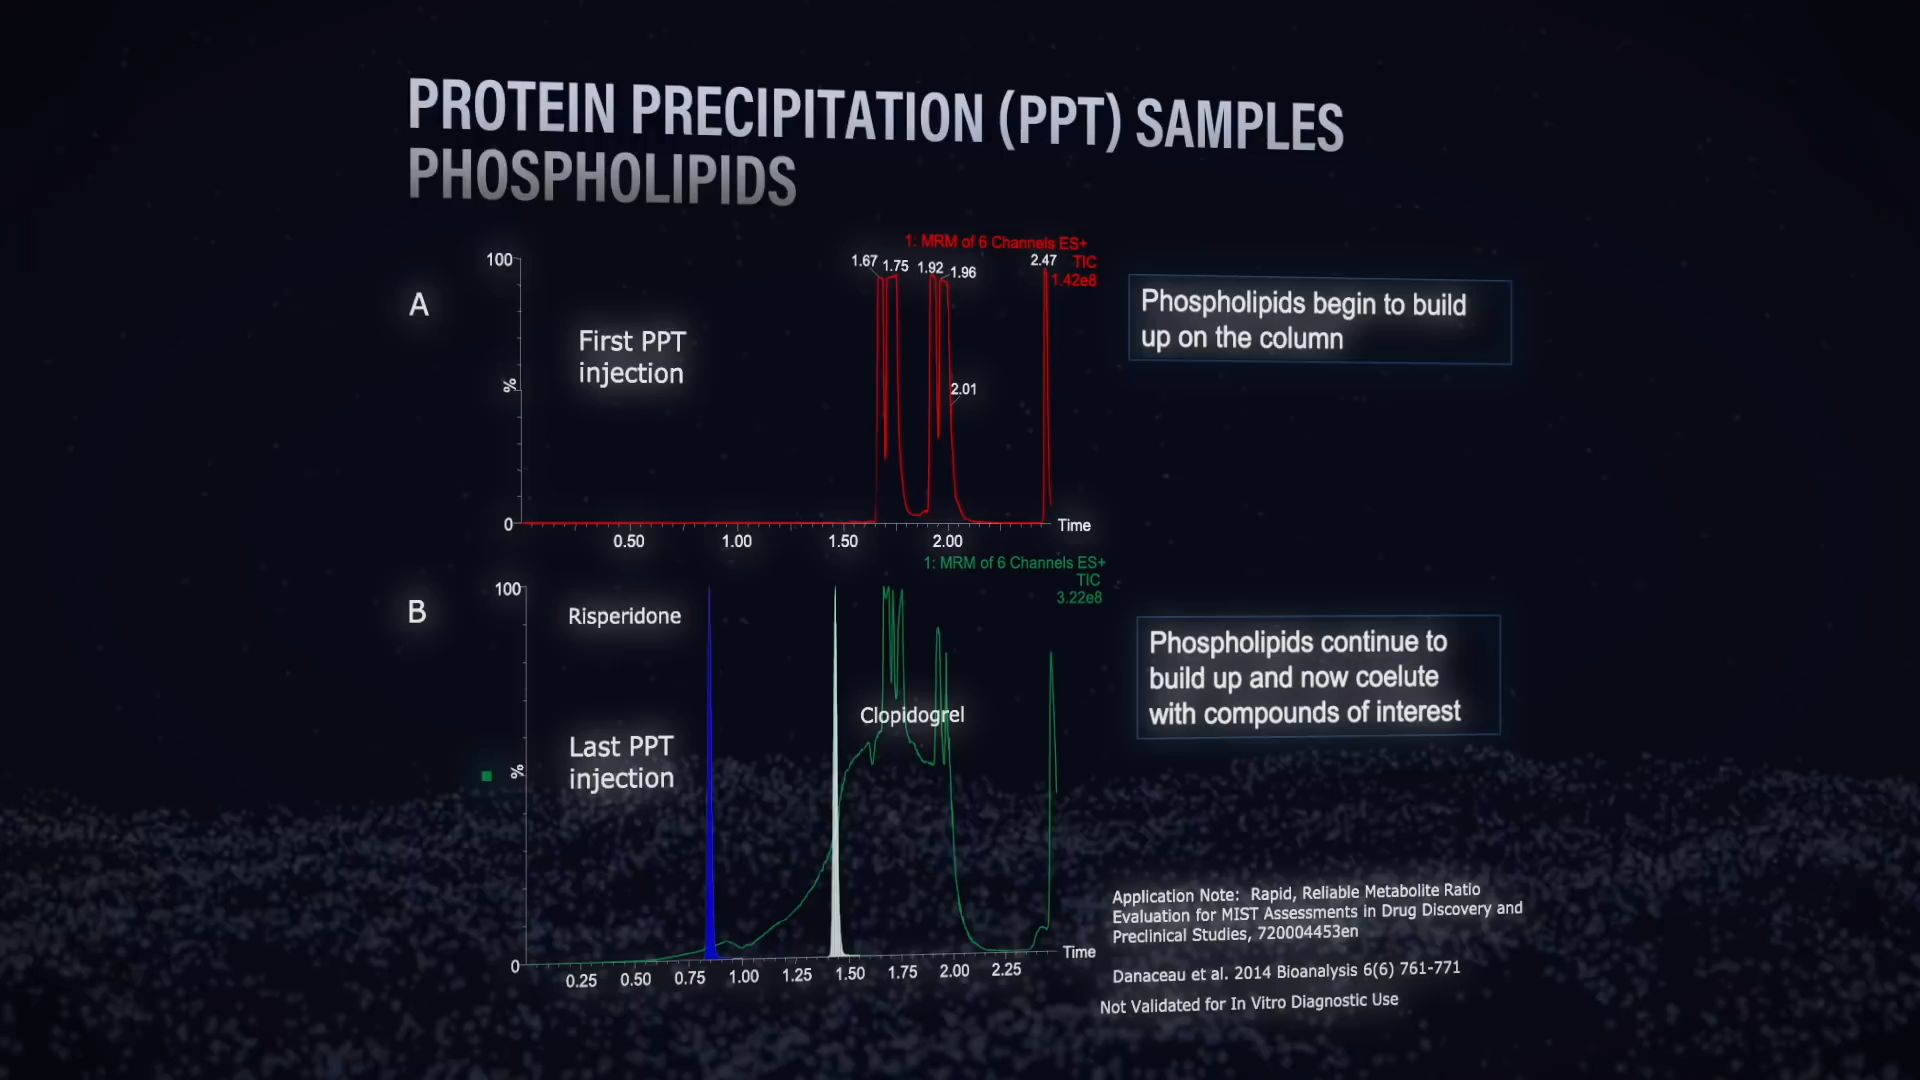 PROTEIN PRECIPITATION (PPT) SAMPLES
PHOSPHOLIPIDS
1: MRM of 6 Channels ES+
TIC
1.42e8
A
100
%
0
First PPT
injection
1.67
1.75
1.92
1.96
2.47
2.01
0.50
1.00
1.50
2.00
Time
Phospholipids begin to build
up on the column
1: MRM of 6 Channels ES+
TIC
3.22e8
B
100
%
0
Risperidone
Clopidogrel
Last PPT
injection
0.25
0.50
0.75
1.00
1.25
1.50
1.75
2.00
2.25
Time
Phospholipids continue to
build up and now coelute
with compounds of interest
Application Note: Rapid, Reliable Metabolite Ratio
Evaluation for MIST Assessments in Drug Discovery and
Preclinical Studies, 720004453en
Danaceau et al. 2014 Bioanalysis 6(6) 761-771
Not Validated for In Vitro Diagnostic Use